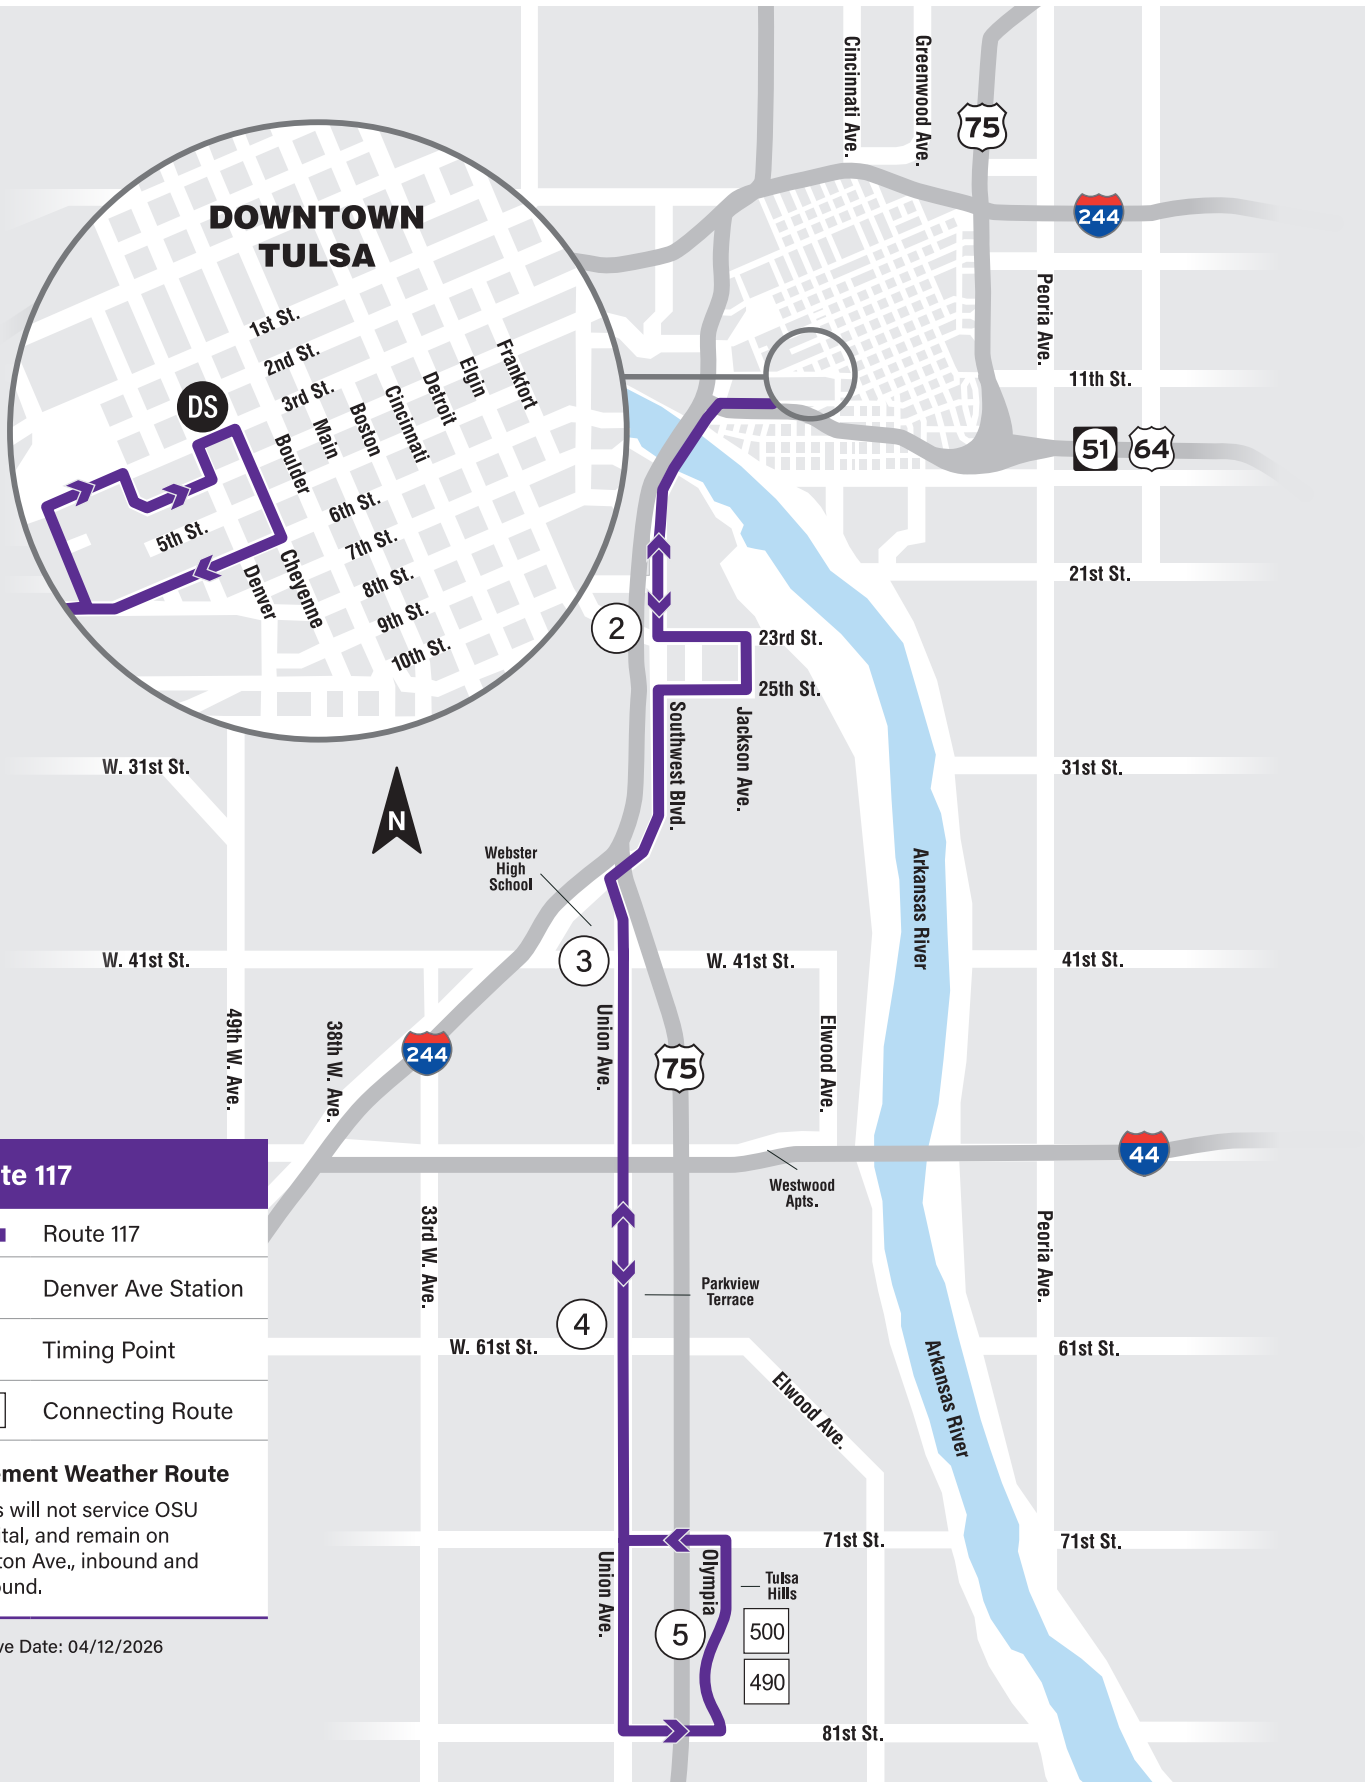 Cincinnati Ave.
Greenwood Ave.
75
244
DOWNTOWN
TULSA
1st St.
2nd St.
3rd St.
Frankfort
Elgin
Detroit
Cincinnati
Boston
Main
Boulder
DS
6th St.
7th St.
8th St.
9th St.
10th St.
5th St.
Denver
Cheyenne
Peoria Ave.
11th St.
51
64
21st St.
2
23rd St.
25th St.
Southwest Blvd.
Jackson Ave.
W. 31st St.
31st St.
N
Webster
High
School
Arkansas River
W. 41st St.
3
W. 41st St.
41st St.
49th W. Ave.
38th W. Ave.
244
Union Ave.
75
Elwood Ave.
44
Westwood
Apts.
te 117
Route 117
Denver Ave Station
Timing Point
Connecting Route
ment Weather Route
s will not service OSU
tal, and remain on
ton Ave., inbound and
ound.
ve Date: 04/12/2026
33rd W. Ave.
Peoria Ave.
Parkview
Terrace
4
W. 61st St.
61st St.
Elwood Ave.
Arkansas River
71st St.
71st St.
Union Ave.
Olympia
Tulsa
Hills
5
500
490
81st St.